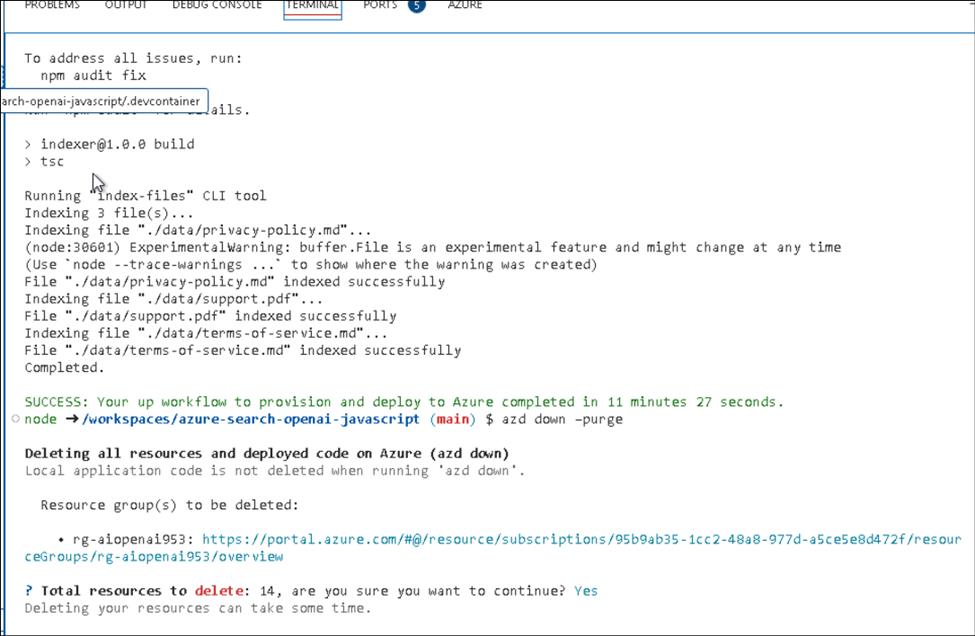 PROBLEMS OUTPUT DEBUG CONSOLE TERMINAL PORTS 5 AZURE
To address all issues, run:
npm audit fix
arch-openai-javascript/.devcontainer
details.
> indexer@1.0.0 build
> tsc
Running "index-files" CLI tool
Indexing 3 file(s)...
Indexing file "./data/privacy-policy.md"...
(node:30601) ExperimentalWarning: buffer.File is an experimental feature and might change at any time
(Use `node --trace-warnings ...` to show where the warning was created)
File "./data/privacy-policy.md" indexed successfully
Indexing file "./data/support.pdf"...
File "./data/support.pdf" indexed successfully
Indexing file "./data/terms-of-service.md"...
File "./data/terms-of-service.md" indexed successfully
Completed.
SUCCESS: Your up workflow to provision and deploy to Azure completed in 11 minutes 27 seconds.
node ➜/workspaces/azure-search-openai-javascript (main) $ azd down –purge
Deleting all resources and deployed code on Azure (azd down)
Local application code is not deleted when running 'azd down'.
Resource group(s) to be deleted:
• rg-aiopenai953: https://portal.azure.com/#@/resource/subscriptions/95b9ab35-1cc2-48a8-977d-a5ce5e8d472f/resour
ceGroups/rg-aiopenai953/overview
? Total resources to delete: 14, are you sure you want to continue? Yes
Deleting your resources can take some time.